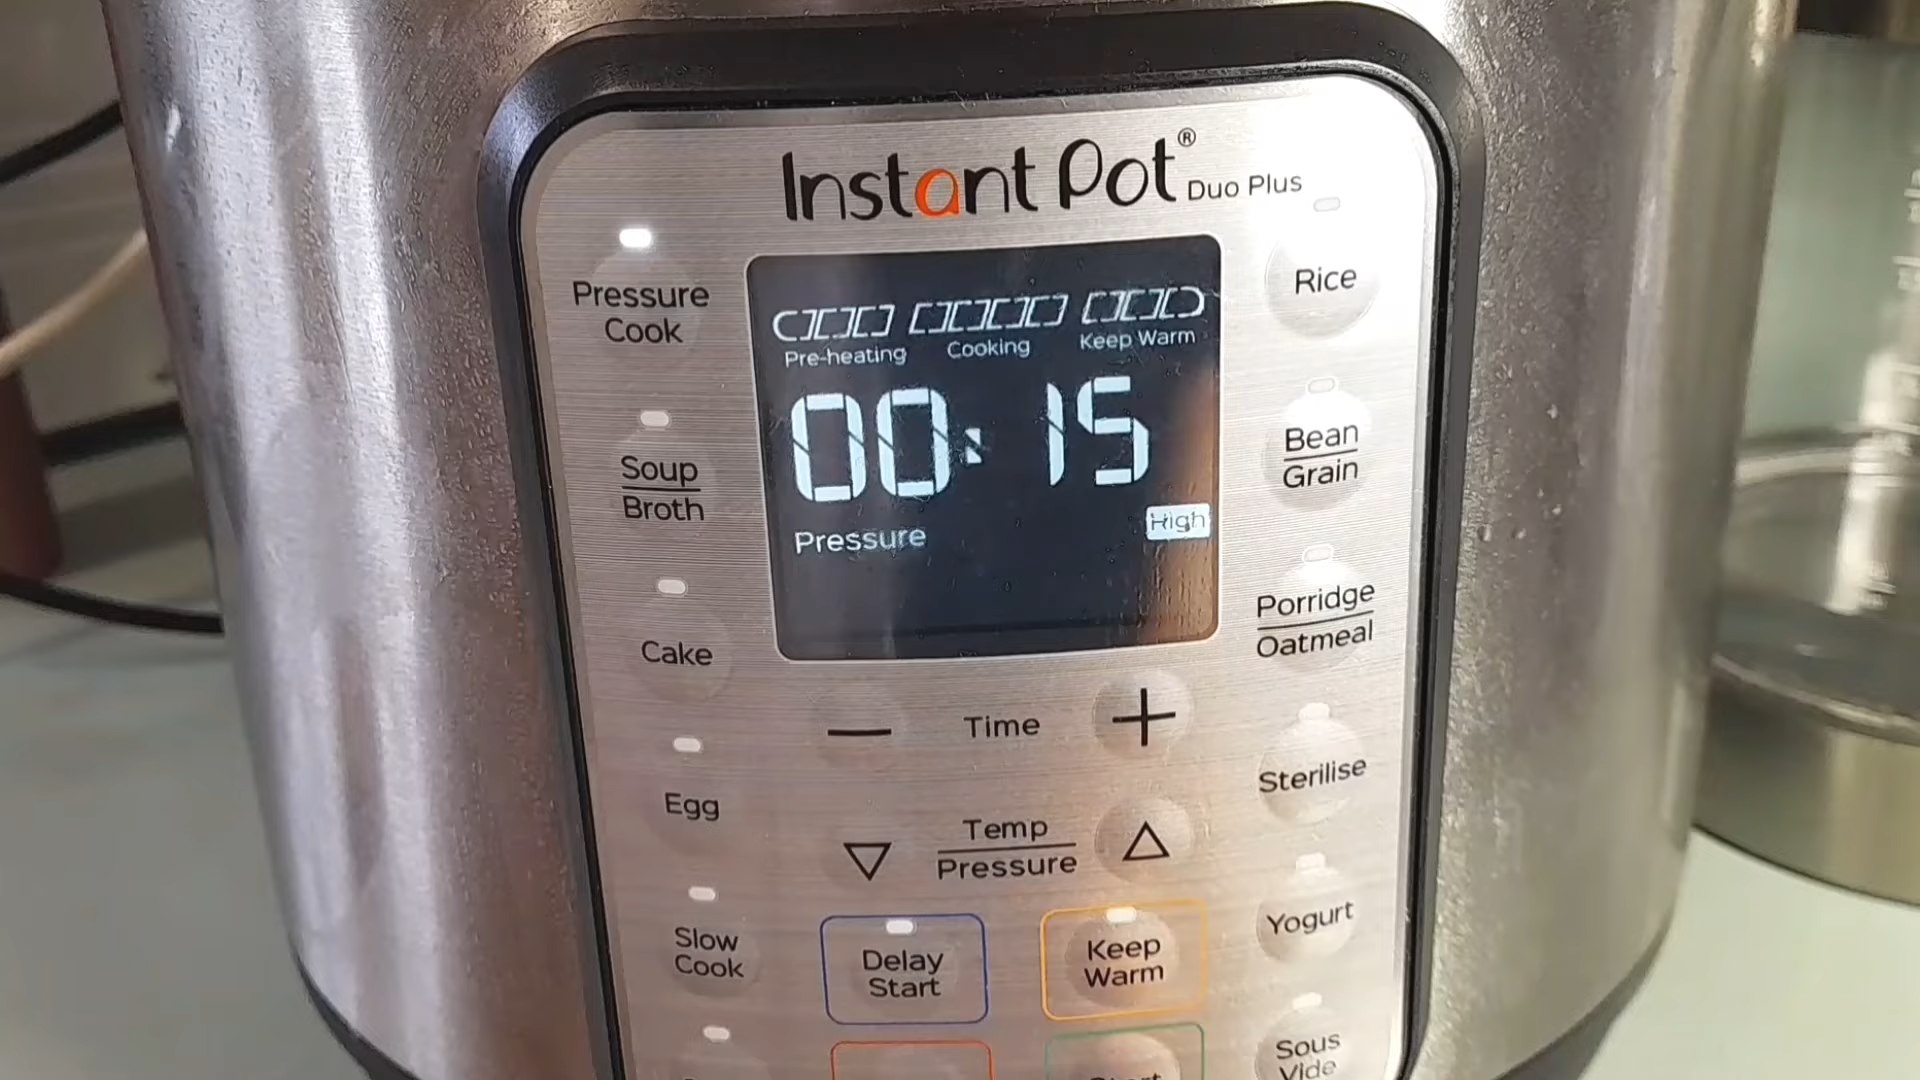 Instant Pot® Duo Plus
Pressure
Cook
Soup
Broth
Cake
Egg
Slow
Cook
Pre-heating Cooking Keep Warm
00:15
Pressure High
— Time +
Temp
Pressure
Delay
Start
Keep
Warm
Rice
Bean
Grain
Porridge
Oatmeal
Sterilise
Yogurt
Sous
Vide